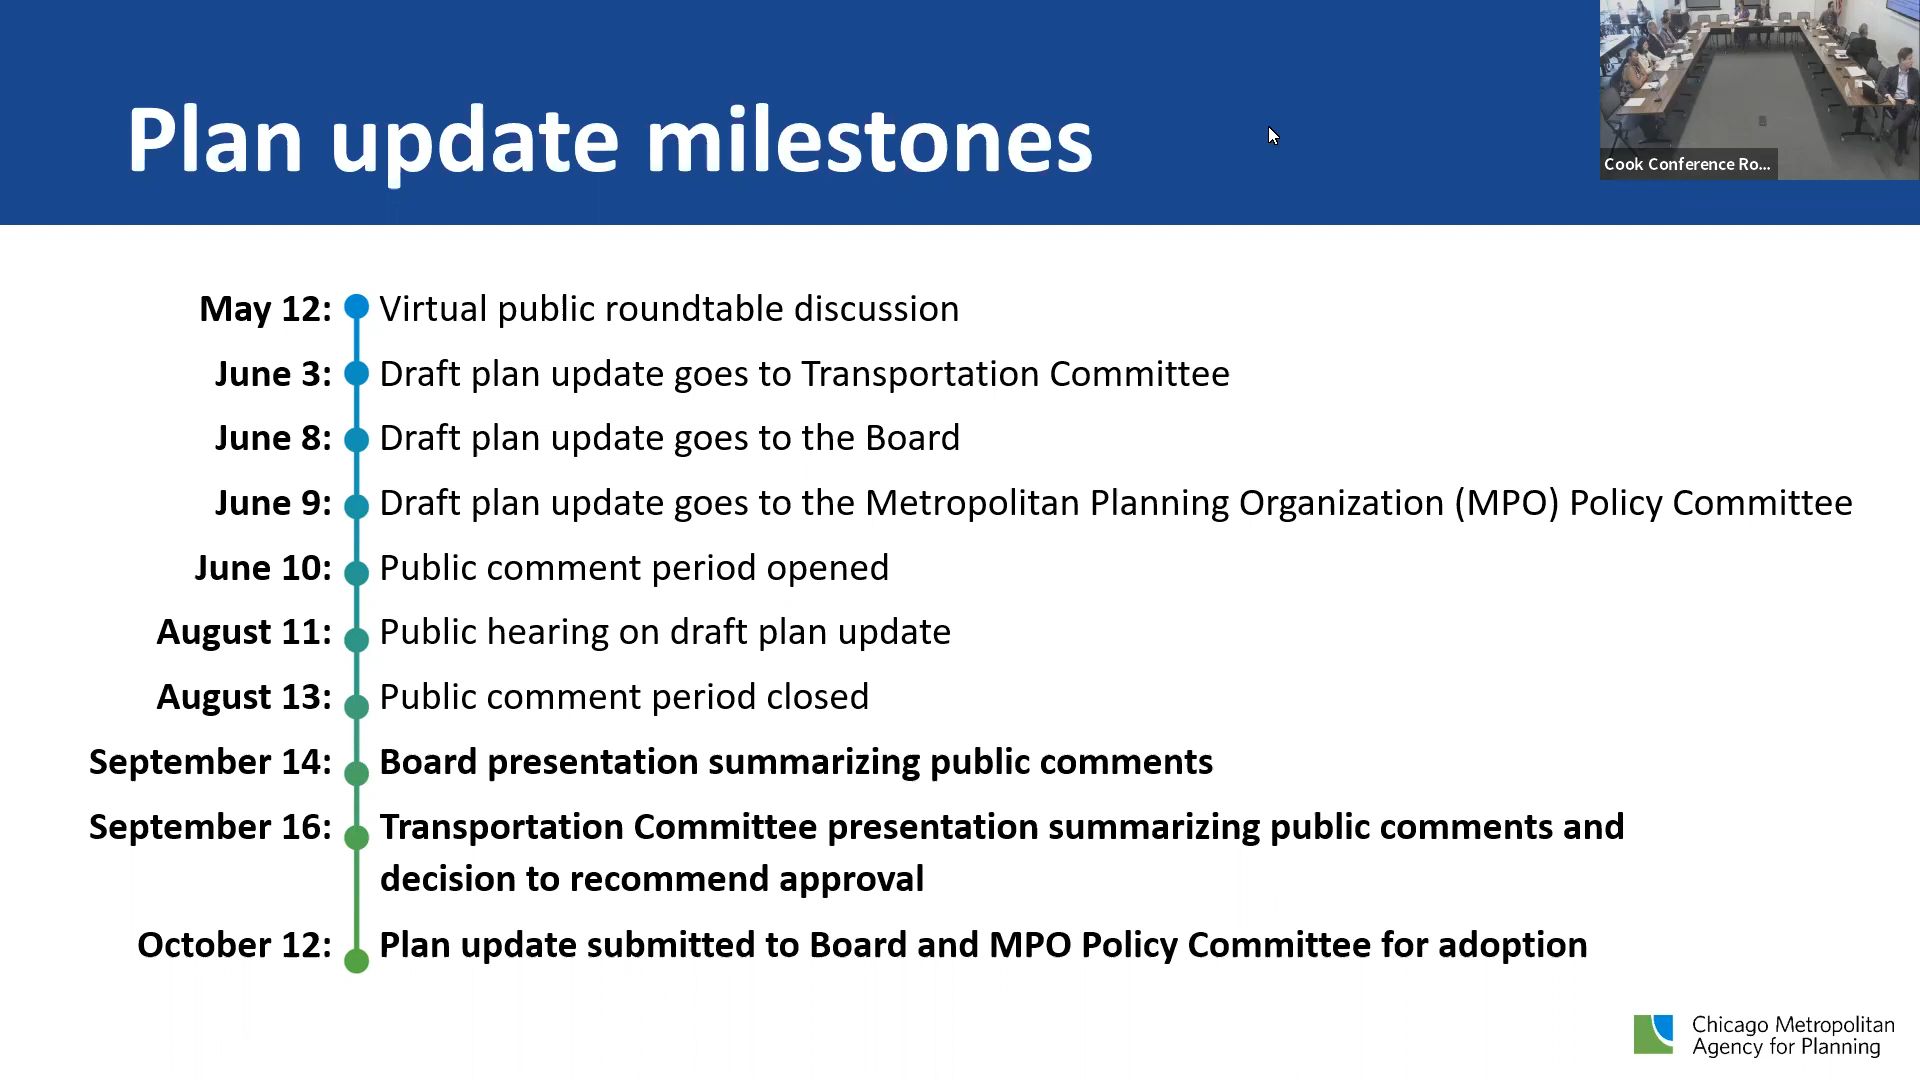 Plan update milestones
Cook Conference Ro...
May 12: Virtual public roundtable discussion
June 3: Draft plan update goes to Transportation Committee
June 8: Draft plan update goes to the Board
June 9: Draft plan update goes to the Metropolitan Planning Organization (MPO) Policy Committee
June 10: Public comment period opened
August 11: Public hearing on draft plan update
August 13: Public comment period closed
September 14: Board presentation summarizing public comments
September 16: Transportation Committee presentation summarizing public comments and
decision to recommend approval
October 12: Plan update submitted to Board and MPO Policy Committee for adoption
Chicago Metropolitan
Agency for Planning